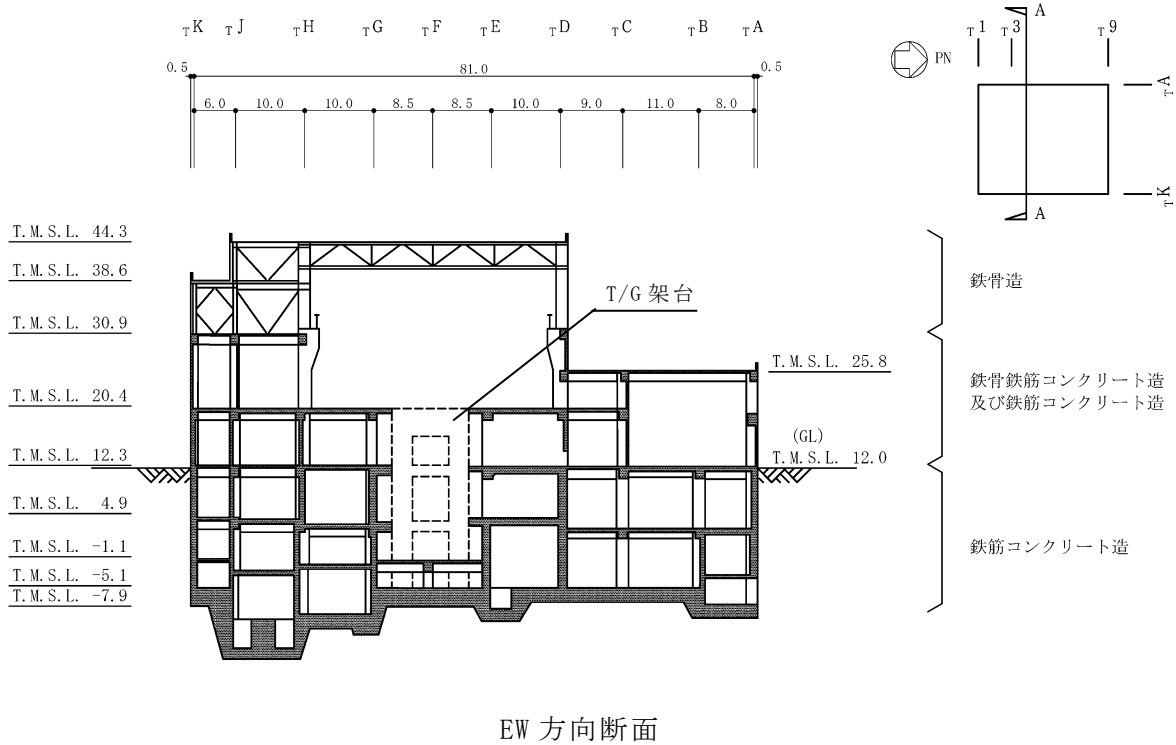 TK TJ TH TG TF TE TD TC TB TA
0.5 81.0 0.5
6.0 10.0 10.0 8.5 8.5 10.0 9.0 11.0 8.0
A
T1 T3 T9
PN
TA
TK
A
T.M.S.L. 44.3
T.M.S.L. 38.6
T.M.S.L. 30.9
T.M.S.L. 20.4
T.M.S.L. 12.3
T.M.S.L. 4.9
T.M.S.L. -1.1
T.M.S.L. -5.1
T.M.S.L. -7.9
T/G 架台
T.M.S.L. 25.8
(GL)
T.M.S.L. 12.0
鉄骨造
鉄骨鉄筋コンクリート造
及び鉄筋コンクリート造
鉄筋コンクリート造
EW 方向断面